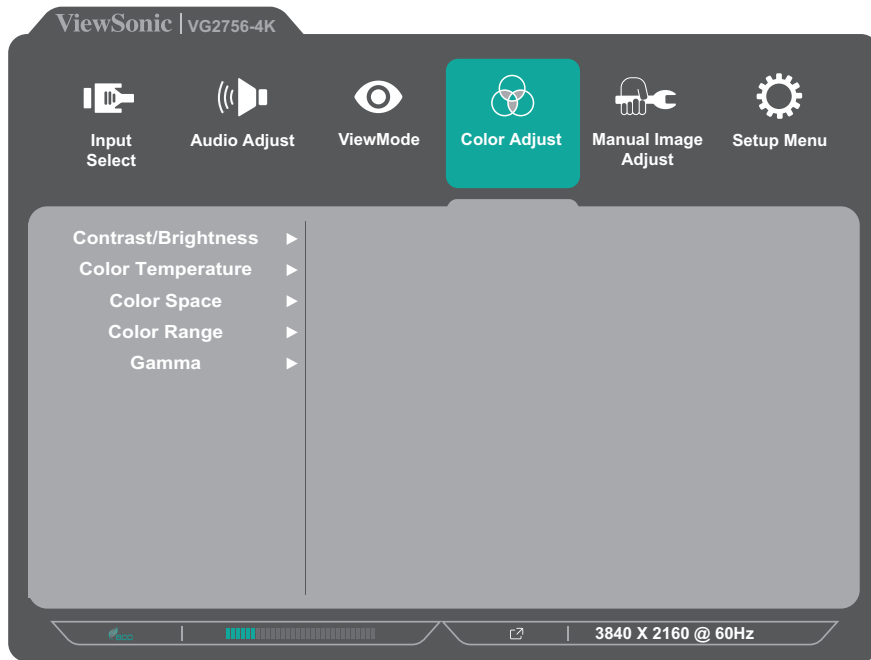 ViewSonic | VG2756-4K
Input
Select
Audio Adjust
ViewMode
Color Adjust
Manual Image
Adjust
Setup Menu
Contrast/Brightness ►
Color Temperature ►
Color Space ►
Color Range ►
Gamma ►
eco | | 3840 X 2160 @ 60Hz